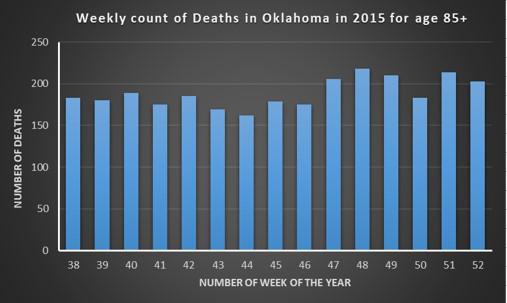 Weekly count of Deaths in Oklahoma in 2015 for age 85+
250
200
150
100
50
0
NUMBER OF DEATHS
38 39 40 41 42 43 44 45 46 47 48 49 50 51 52
NUMBER OF WEEK OF THE YEAR